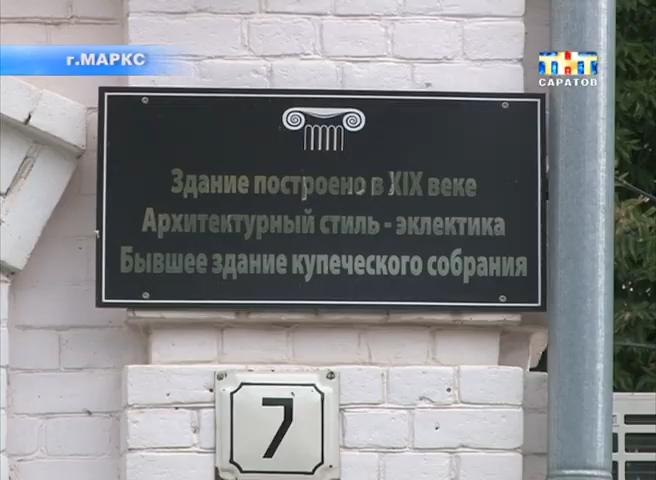 г.МАРКС
ТНТ
САРАТОВ
Здание построено в XIX веке
Архитектурный стиль - эклектика
Бывшее здание купеческого собрания
7